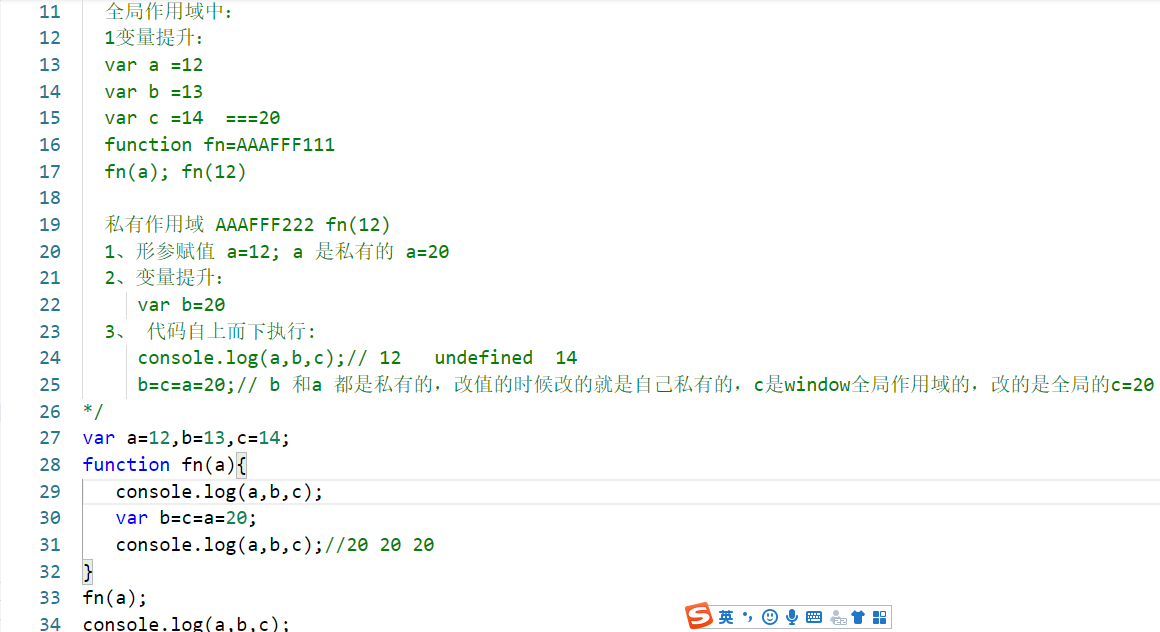 11 全局作用域中:
12 1变量提升:
13 var a =12
14 var b =13
15 var c =14  ===20
16 function fn=AAAFFF111
17 fn(a); fn(12)
18
19 私有作用域 AAAFFF222 fn(12)
20 1、形参赋值 a=12; a 是私有的 a=20
21 2、变量提升:
22 var b=20
23 3、 代码自上而下执行:
24 console.log(a,b,c);// 12   undefined  14
25 b=c=a=20;// b 和a 都是私有的，改值的时候改的就是自己私有的，c是window全局作用域的，改的是全局的c=20
26 */
27 var a=12,b=13,c=14;
28 function fn(a){
29 console.log(a,b,c);
30 var b=c=a=20;
31 console.log(a,b,c);//20 20 20
32 }
33 fn(a);
34 console.log(a,b,c);
S 英